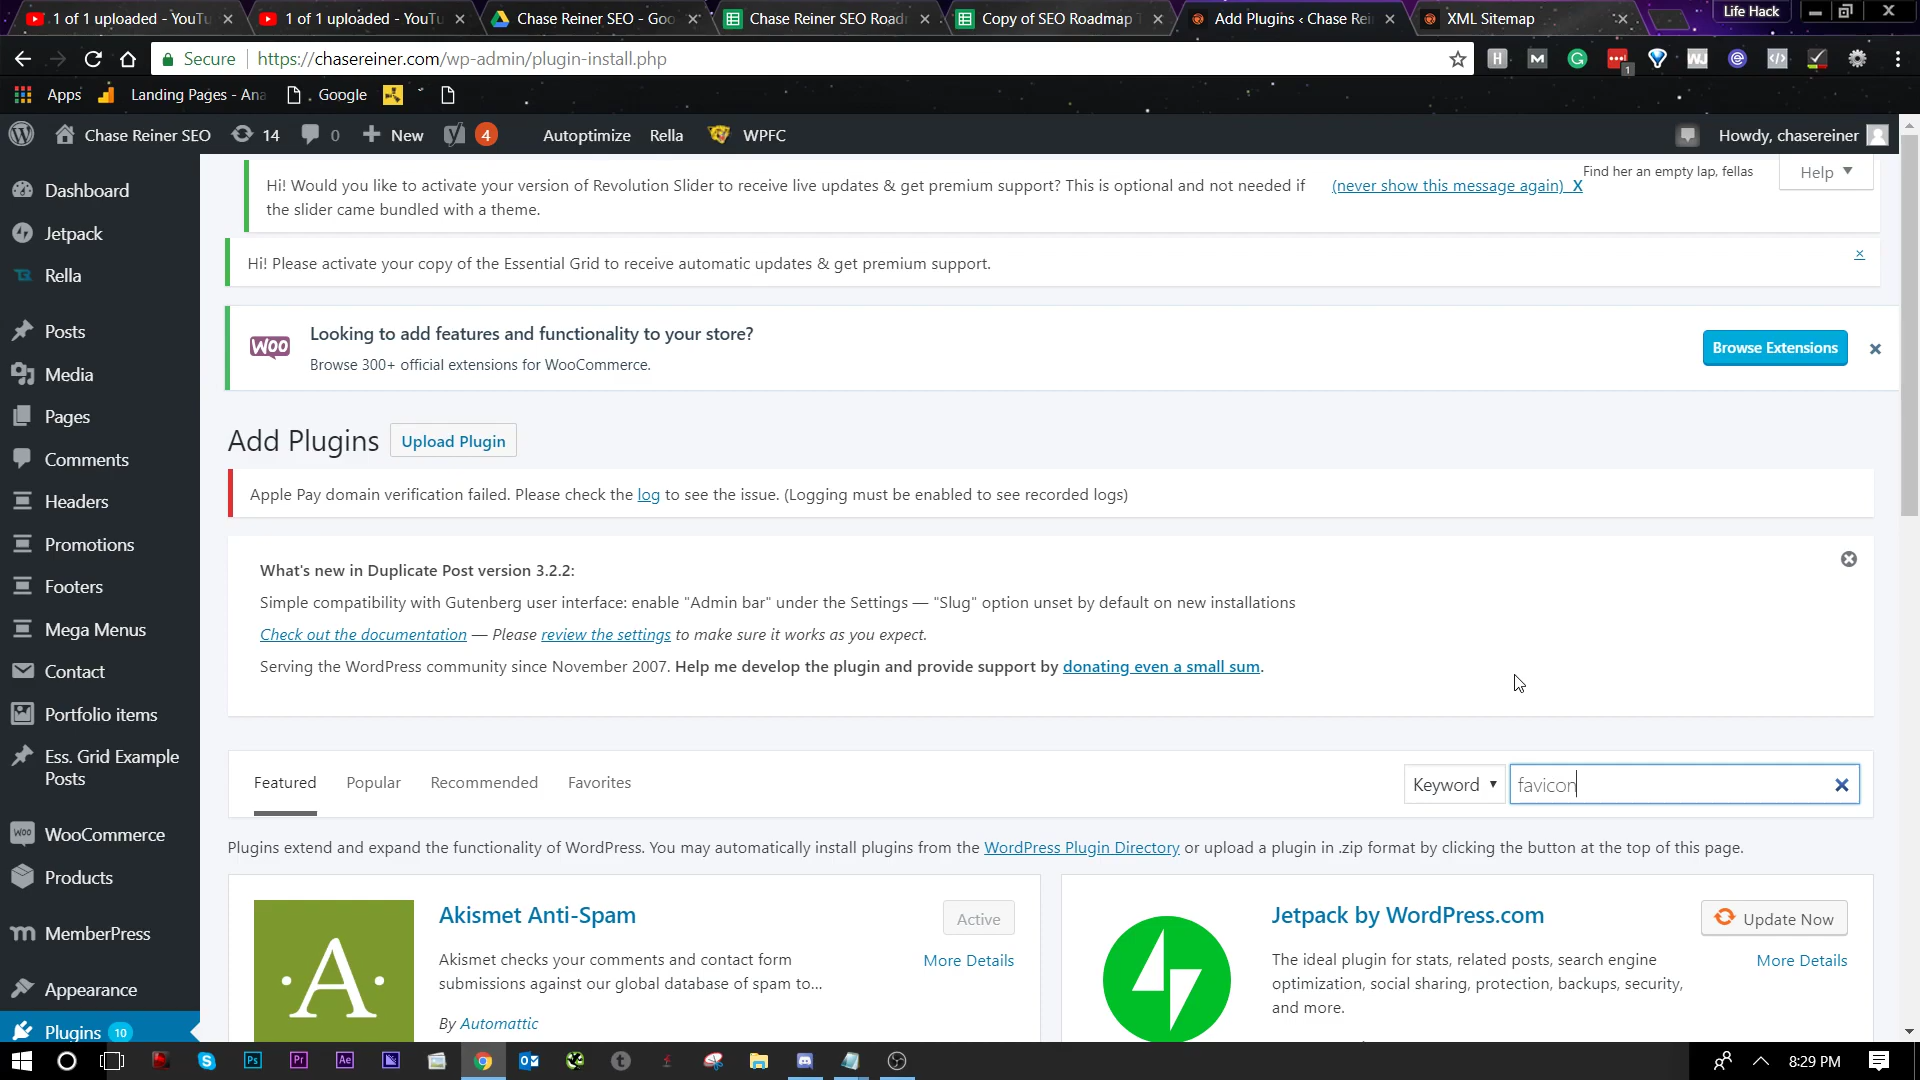 1 of 1 uploaded - YouTu
1 of 1 uploaded - YouTu
Chase Reiner SEO - Goo
Chase Reiner SEO Road
Copy of SEO Roadmap T
Add Plugins ‹ Chase Rei
XML Sitemap
Life Hack
Secure
https://chasereiner.com/wp-admin/plugin-install.php
1
Apps
Landing Pages - Ana
. Google
Chase Reiner SEO
14
0
New
4
Autoptimize
Rella
WPFC
Howdy, chasereiner
Dashboard
Jetpack
Rella
Posts
Media
Pages
Comments
Headers
Promotions
Footers
Mega Menus
Contact
Portfolio items
Ess. Grid Example
Posts
WooCommerce
Products
MemberPress
Appearance
Plugins 10
Hi! Would you like to activate your version of Revolution Slider to receive live updates & get premium support? This is optional and not needed if
the slider came bundled with a theme.
(never show this message again) X
Find her an empty lap, fellas
Help
Hi! Please activate your copy of the Essential Grid to receive automatic updates & get premium support.
WOO
Looking to add features and functionality to your store?
Browse 300+ official extensions for WooCommerce.
Browse Extensions
Add Plugins
Upload Plugin
Apple Pay domain verification failed. Please check the log to see the issue. (Logging must be enabled to see recorded logs)
What's new in Duplicate Post version 3.2.2:
Simple compatibility with Gutenberg user interface: enable "Admin bar" under the Settings — "Slug" option unset by default on new installations
Check out the documentation — Please review the settings to make sure it works as you expect.
Serving the WordPress community since November 2007. Help me develop the plugin and provide support by donating even a small sum.
Featured
Popular
Recommended
Favorites
Keyword
favicon
Plugins extend and expand the functionality of WordPress. You may automatically install plugins from the WordPress Plugin Directory or upload a plugin in .zip format by clicking the button at the top of this page.
·A·
Akismet Anti-Spam
Active
Akismet checks your comments and contact form
submissions against our global database of spam to...
More Details
By Automattic
Jetpack by WordPress.com
Update Now
The ideal plugin for stats, related posts, search engine
optimization, social sharing, protection, backups, security,
and more.
More Details
Ps
Pr
Ae
8:29 PM